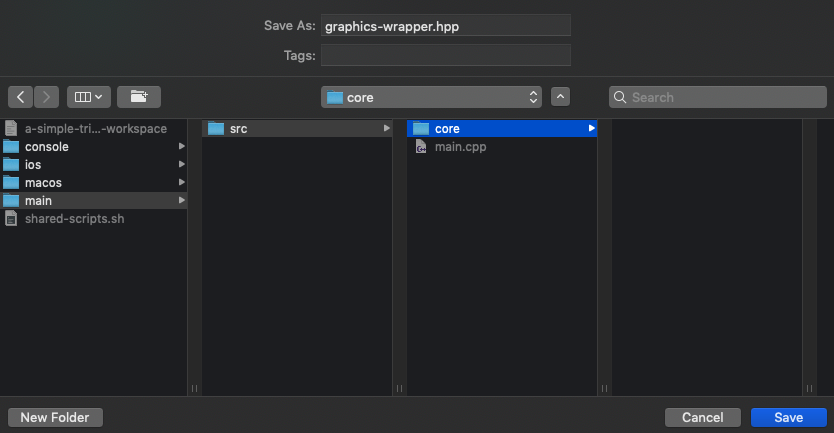 Save As: graphics-wrapper.hpp
Tags:
core
Search
a-simple-tri...-workspace
console
ios
macos
main
shared-scripts.sh
src
core
main.cpp
New Folder
Cancel
Save